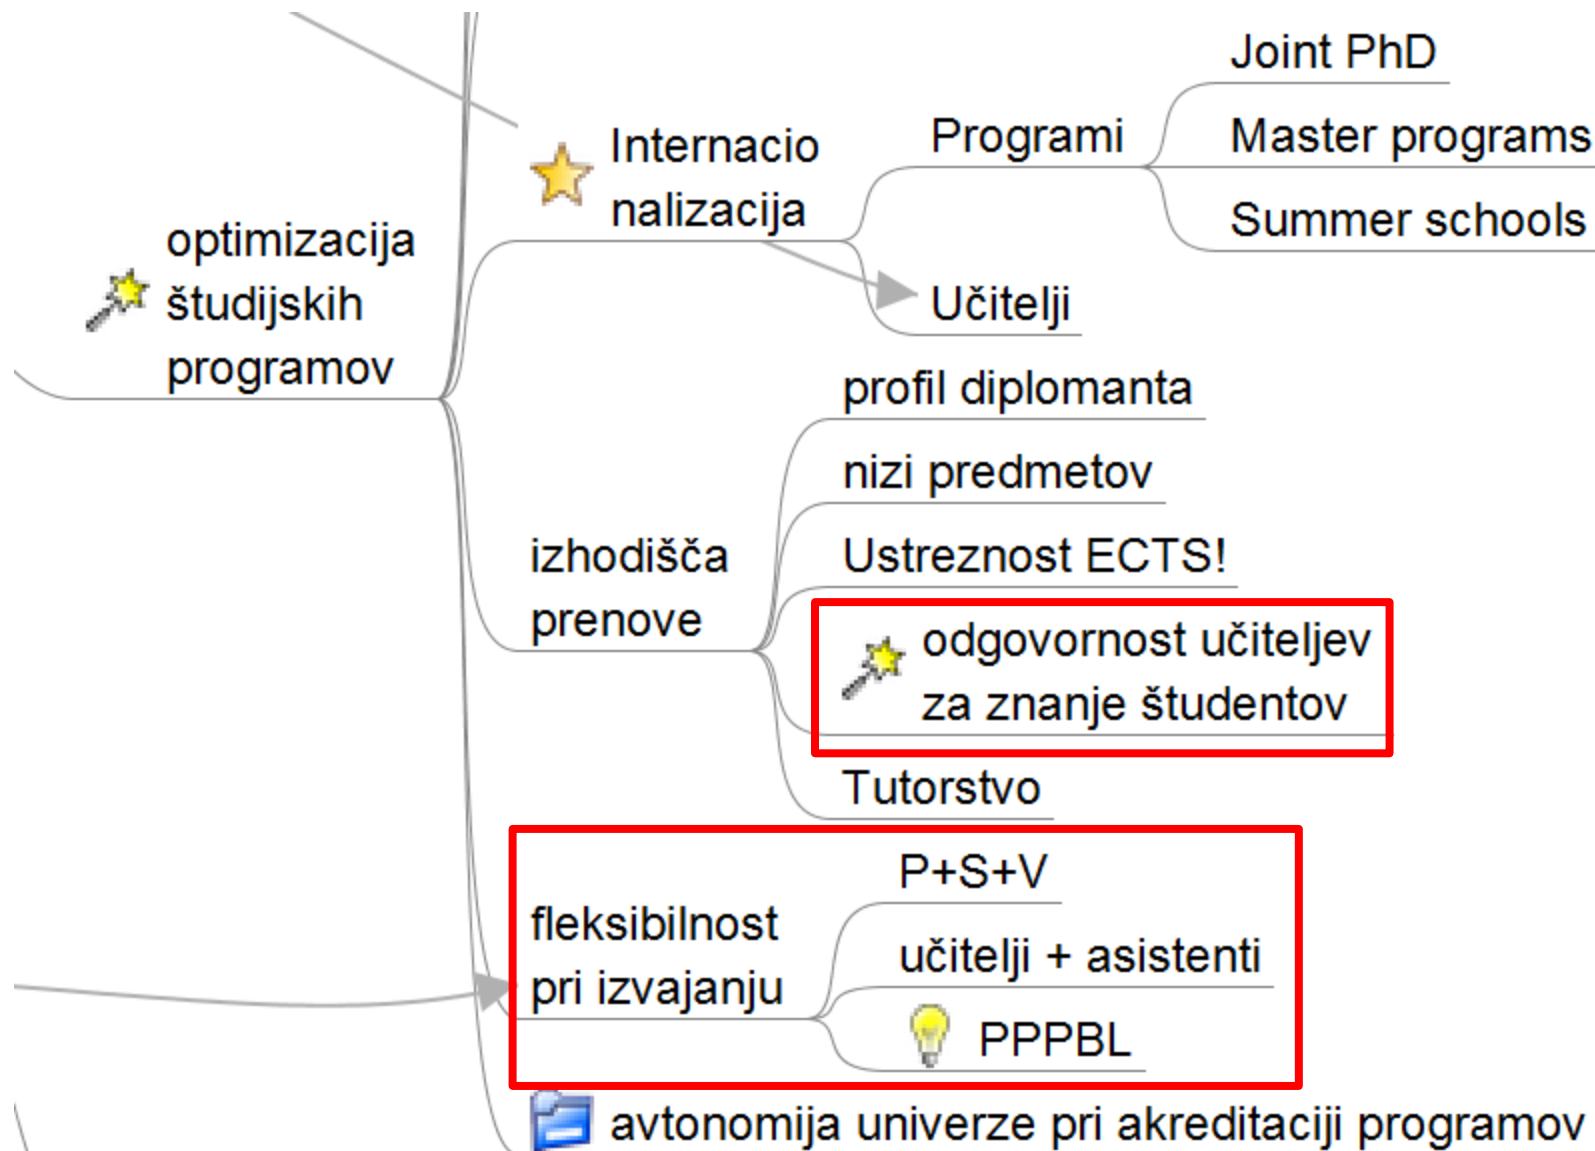 optimizacija
študijskih
programov
Internacio
nalizacija
Programi
Joint PhD
Master programs
Summer schools
Učitelji
izhodišča
prenove
profil diplomanta
nizi predmetov
Ustreznost ECTS!
odgovornost učiteljev
za znanje študentov
Tutorstvo
fleksibilnost
pri izvajanju
P+S+V
učitelji + asistenti
PPPBL
avtonomija univerze pri akreditaciji programov